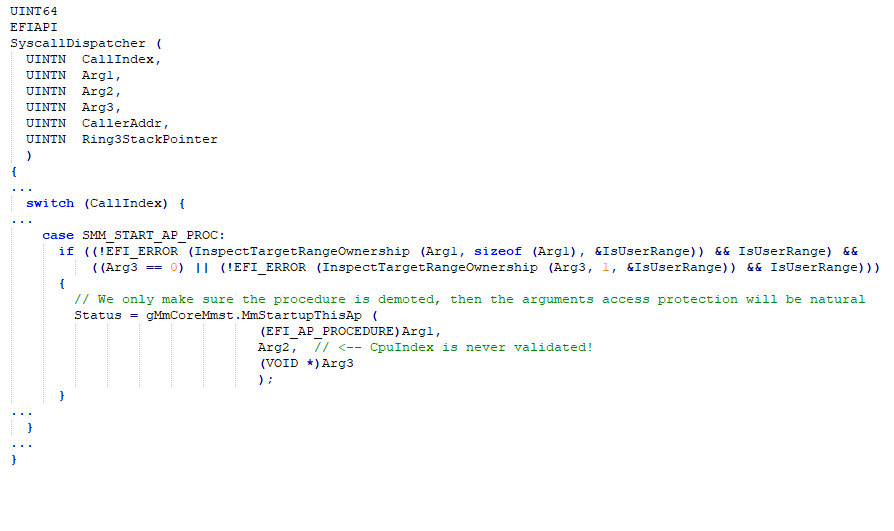 UINT64
EFIAPI
SyscallDispatcher (
  UINTN  CallIndex,
  UINTN  Arg1,
  UINTN  Arg2,
  UINTN  Arg3,
  UINTN  CallerAddr,
  UINTN  Ring3StackPointer
  )
{
...
  switch (CallIndex) {
...
    case SMM_START_AP_PROC:
      if ((!EFI_ERROR (InspectTargetRangeOwnership (Arg1, sizeof (Arg1), &IsUserRange)) && IsUserRange) &&
          ((Arg3 == 0) || (!EFI_ERROR (InspectTargetRangeOwnership (Arg3, 1, &IsUserRange)) && IsUserRange)))
      {
        // We only make sure the procedure is demoted, then the arguments access protection will be natural
        Status = gMmCoreMmst.MmStartupThisAp (
                               (EFI_AP_PROCEDURE)Arg1,
                               Arg2,  // <-- CpuIndex is never validated!
                               (VOID *)Arg3
                               );
      }
...
  }
...
}